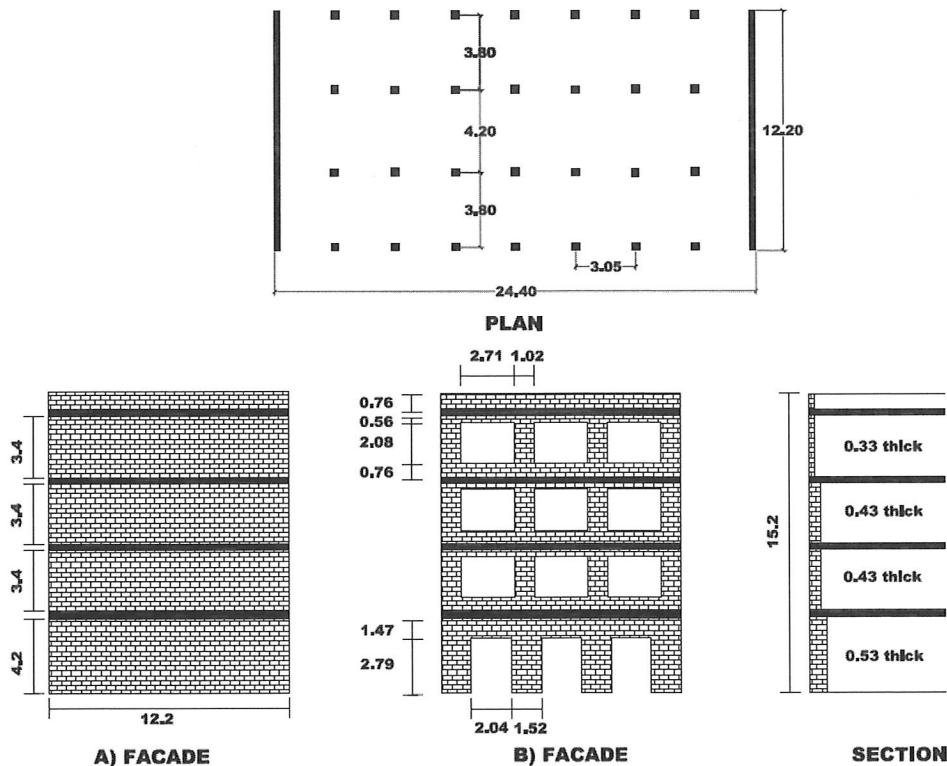 3.80
4.20
12.20
3.80
3.05
24.40
PLAN
2.71 1.02
0.76
0.56
2.08
0.76
1.47
2.79
2.04 1.52
3.4
3.4
3.4
4.2
12.2
15.2
0.33 thick
0.43 thick
0.43 thick
0.53 thick
A) FACADE
B) FACADE
SECTION